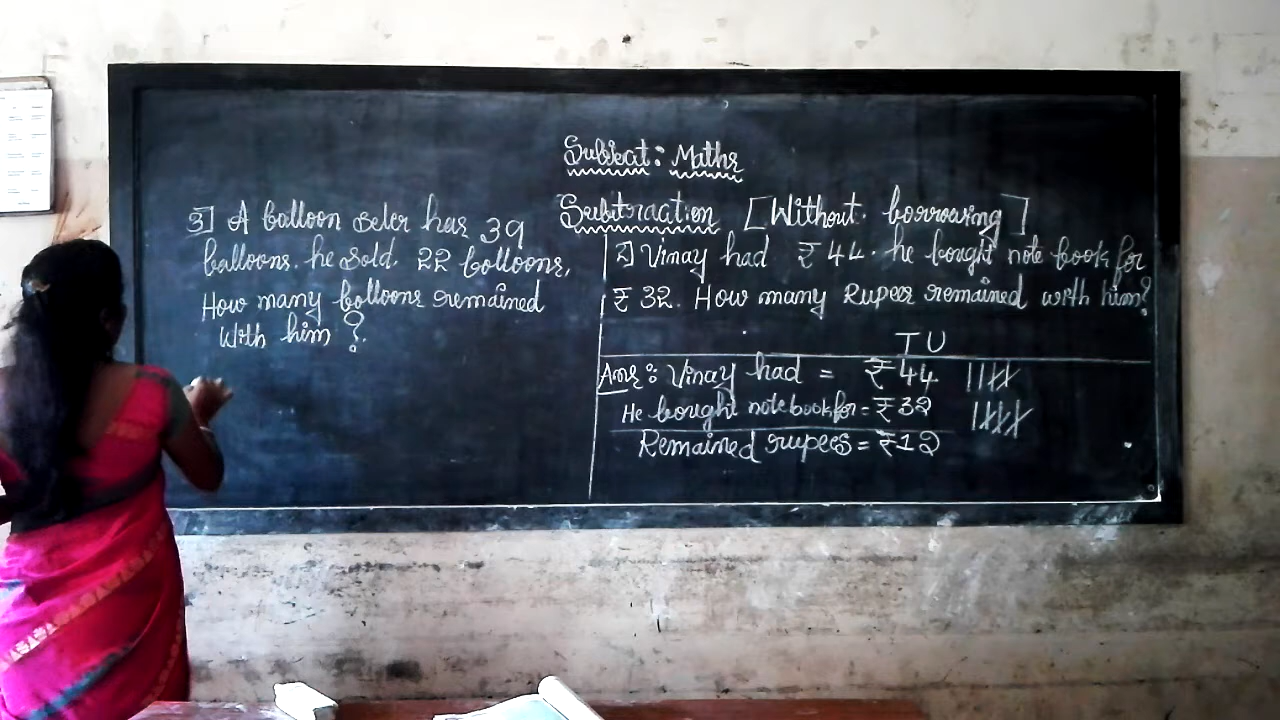 Subkect : Maths
Subtraction [Without borrowing]
3] A balloon seler has 39
balloons. he sold. 22 balloons,
How many balloons remained
With him ?
2) Vinay had ₹ 44. he bought note book for
₹ 32. How many Rupees remained with him?
T U
Ans : Vinay had = ₹ 44
He bought note book for = ₹ 32
Remained rupees = ₹ 12